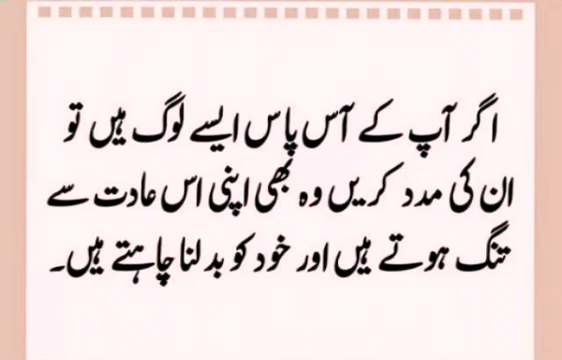 اگر آپ کے آس پاس ایسے لوگ ہیں تو
ان کی مدد کریں وہ بھی اپنی اس عادت سے
تنگ ہوتے ہیں اور خود کو بدلنا چاہتے ہیں۔